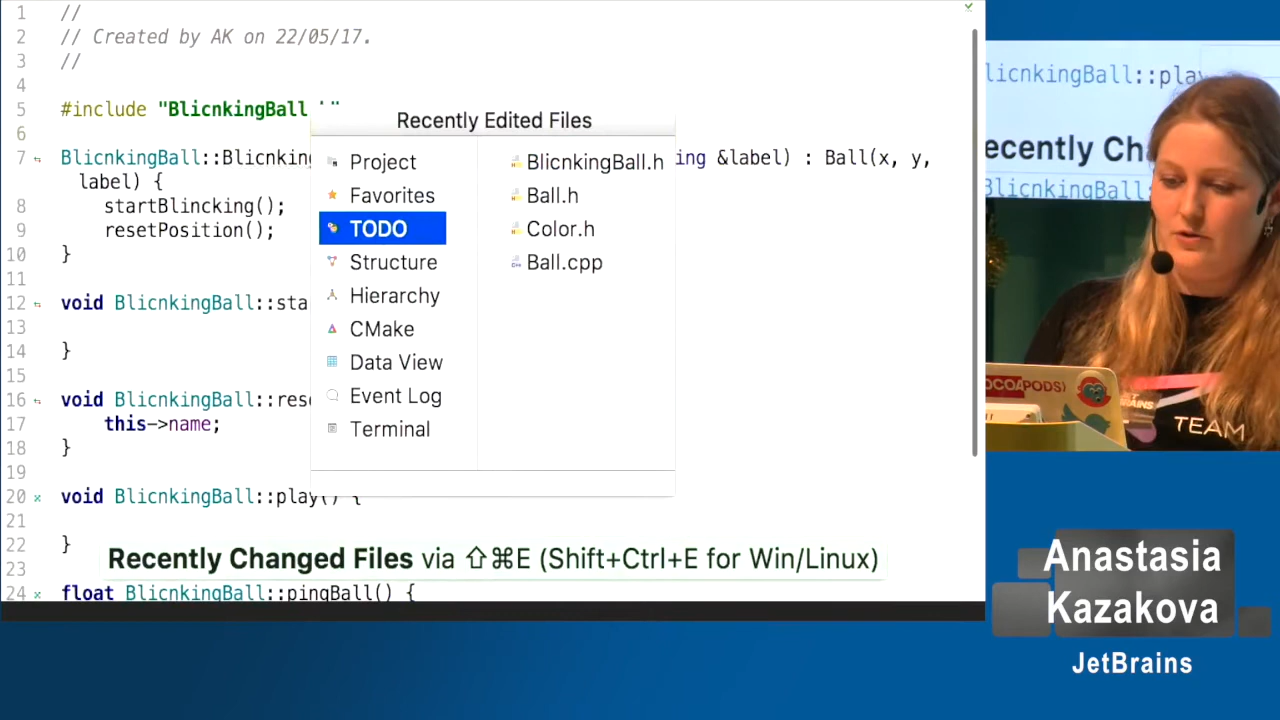 1 //
2 // Created by AK on 22/05/17.
3 //
4
5 #include "BlicnkingBall
6
7 BlicnkingBall::Blicnking ing &label) : Ball(x, y,
label) {
8 startBlincking();
9 resetPosition();
10 }
11
12 void BlicnkingBall::sta
13
14 }
15
16 void BlicnkingBall::res
17 this->name;
18 }
19
20 void BlicnkingBall::play() {
21
22 }
23
24 float BlicnkingBall::pingBall() {
Recently Edited Files
Project
Favorites
TODO
Structure
Hierarchy
CMake
Data View
Event Log
Terminal
BlicnkingBall.h
Ball.h
Color.h
Ball.cpp
Recently Changed Files via ⇧⌘E (Shift+Ctrl+E for Win/Linux)
licnkingBall::play
ecently Ch
BlicnkingBall:
OCOAPODS
BRAINS
TEAM
Anastasia
Kazakova
JetBrains